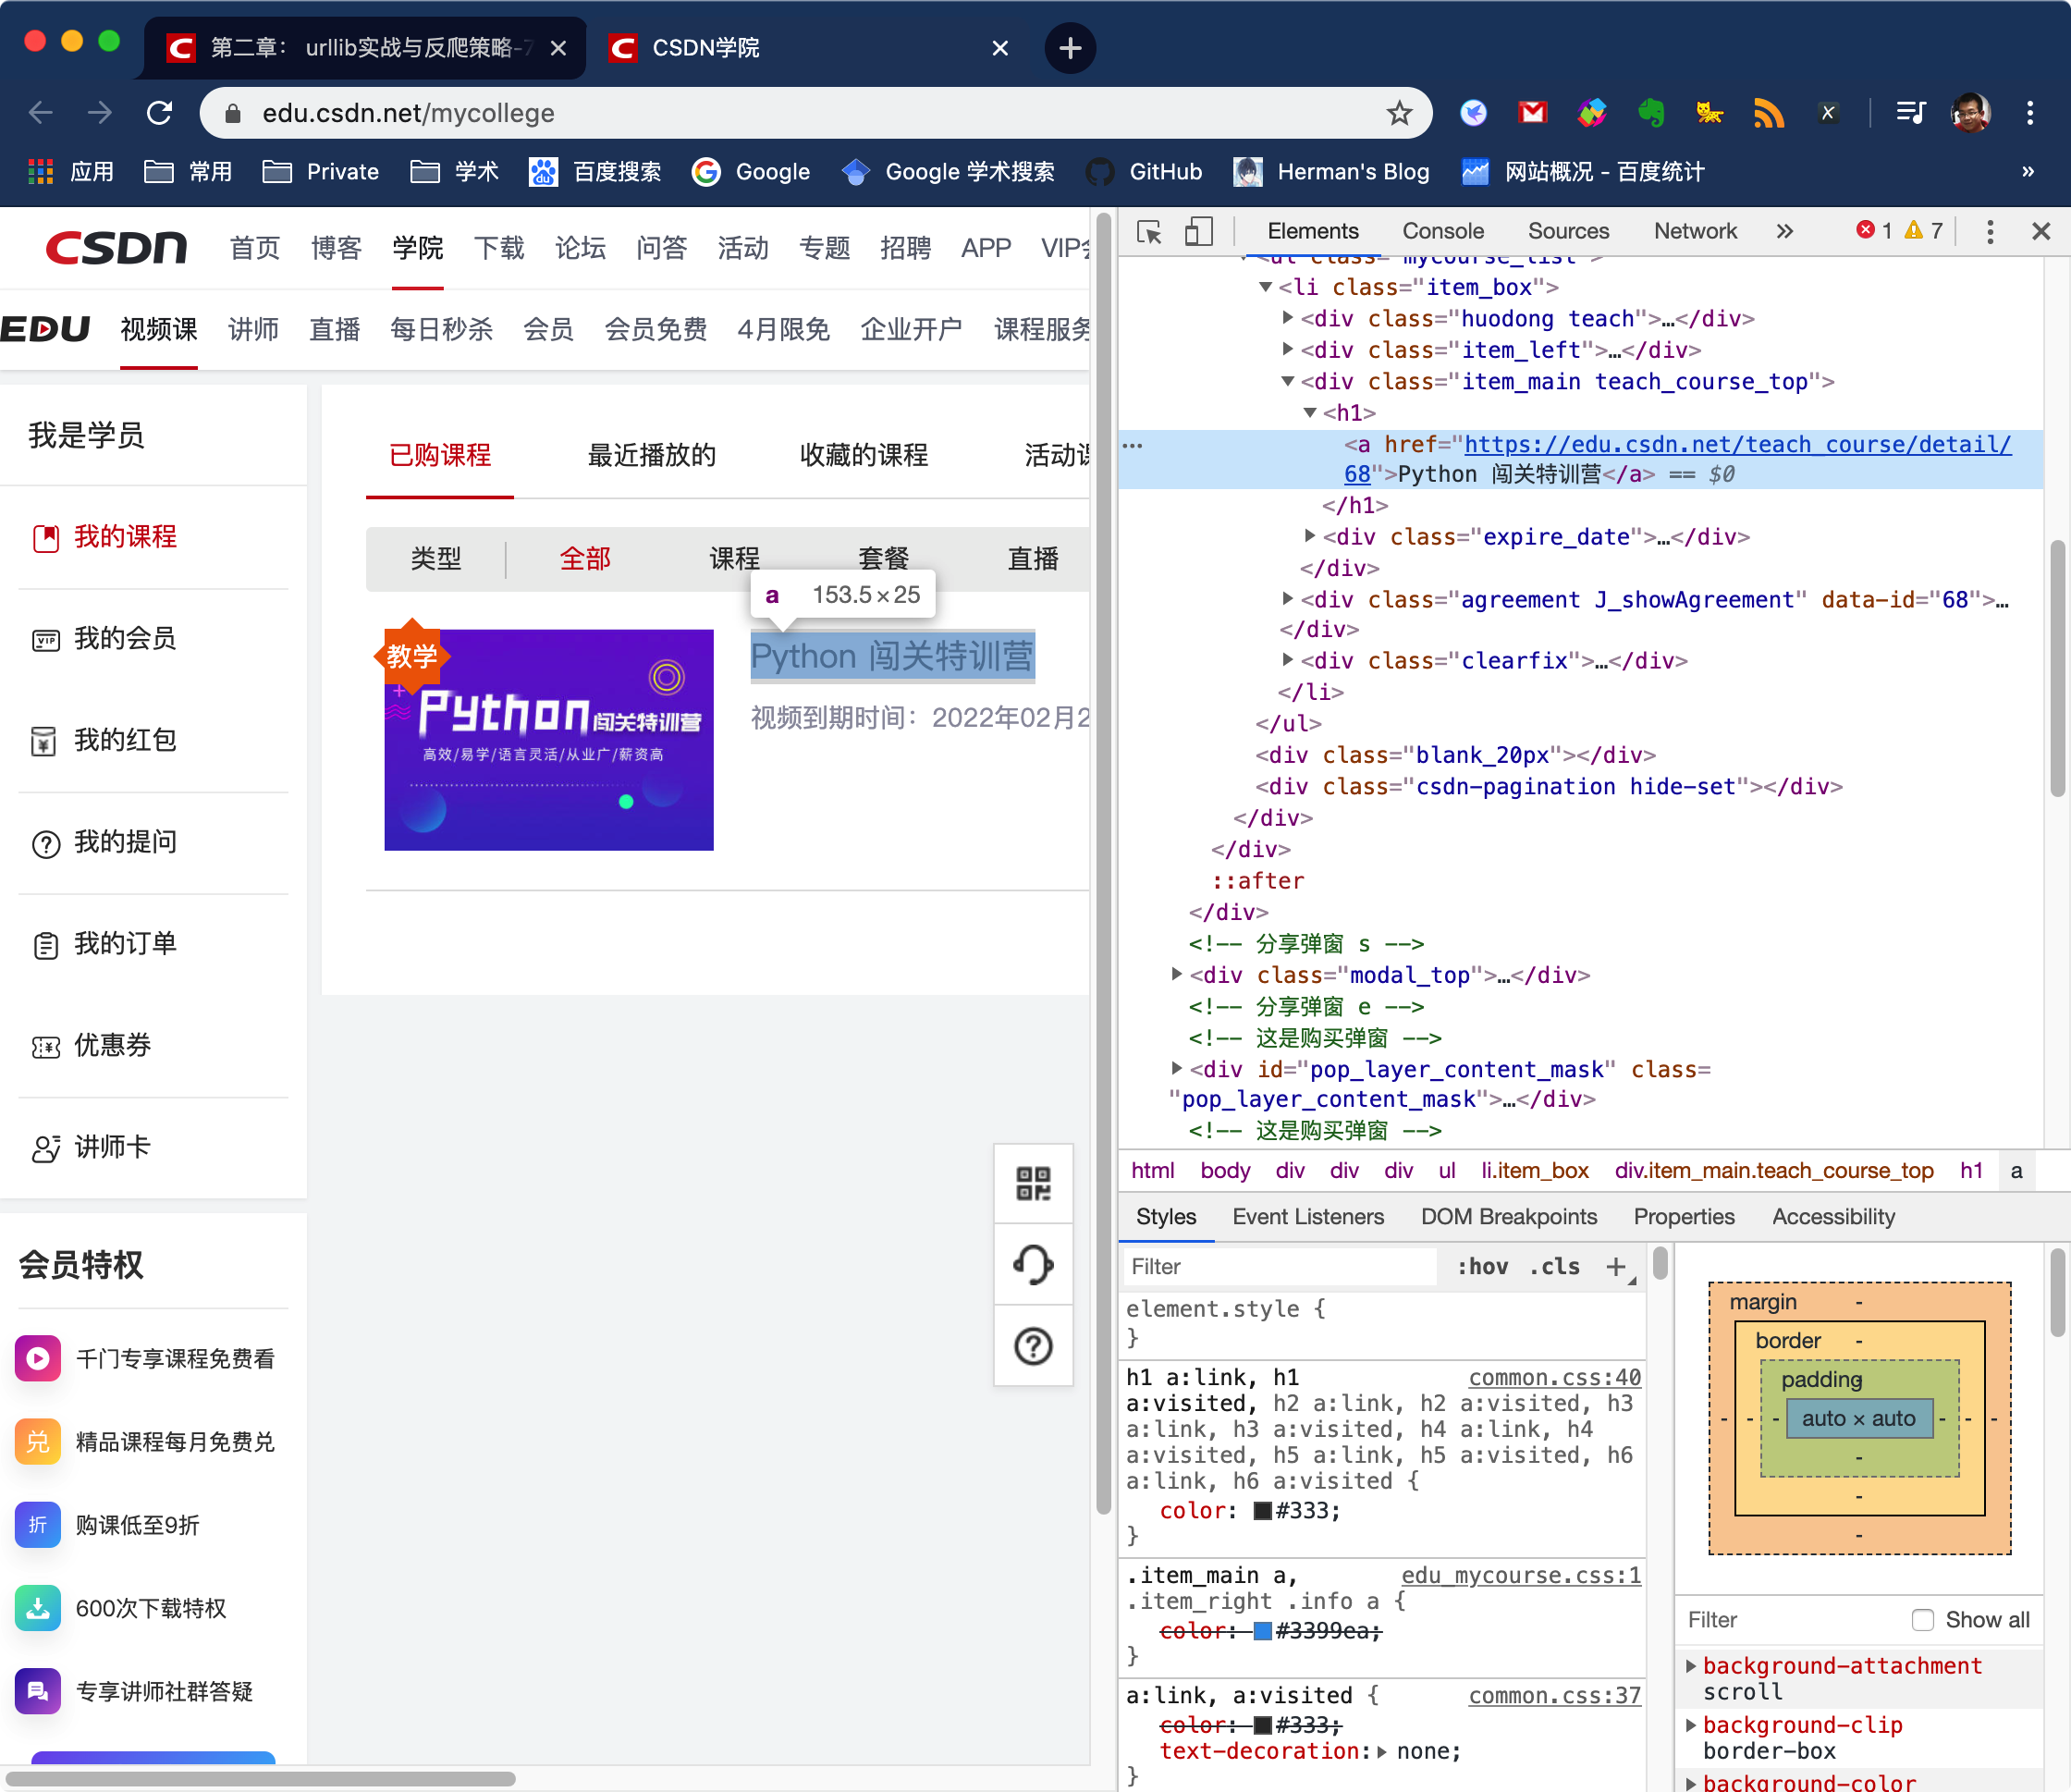 第二章： urllib实战与反爬策略-7
CSDN学院
edu.csdn.net/mycollege
应用
常用
Private
学术
百度搜索
Google
Google 学术搜索
GitHub
Herman's Blog
网站概况 - 百度统计
»
CSDN
首页
博客
学院
下载
论坛
问答
活动
专题
招聘
APP
VIP会
EDU
视频课
讲师
直播
每日秒杀
会员
会员免费
4月限免
企业开户
课程服务
我是学员
我的课程
我的会员
我的红包
我的提问
我的订单
优惠券
讲师卡
会员特权
千门专享课程免费看
兑
精品课程每月免费兑
折
购课低至9折
600次下载特权
专享讲师社群答疑
已购课程
最近播放的
收藏的课程
活动课
类型
全部
课程
套餐
直播
a 153.5 × 25
教学
Python闯关特训营
高效/易学/语言灵活/从业广/薪资高
Python 闯关特训营
视频到期时间：2022年02月2
Elements
Console
Sources
Network
»
1
7
<ul class="mycourse_list">
<li class="item_box">
<div class="huodong teach">…</div>
<div class="item_left">…</div>
<div class="item_main teach_course_top">
<h1>
<a href="https://edu.csdn.net/teach_course/detail/
68">Python 闯关特训营</a> == $0
</h1>
<div class="expire_date">…</div>
</div>
<div class="agreement J_showAgreement" data-id="68">…
</div>
<div class="clearfix">…</div>
</li>
</ul>
<div class="blank_20px"></div>
<div class="csdn-pagination hide-set"></div>
</div>
</div>
::after
</div>
<!-- 分享弹窗 s -->
<div class="modal_top">…</div>
<!-- 分享弹窗 e -->
<!-- 这是购买弹窗 -->
<div id="pop_layer_content_mask" class=
"pop_layer_content_mask">…</div>
<!-- 这是购买弹窗 -->
html body div div div ul li.item_box div.item_main.teach_course_top h1 a
Styles
Event Listeners
DOM Breakpoints
Properties
Accessibility
Filter
:hov .cls +
element.style {
}
h1 a:link, h1 common.css:40
a:visited, h2 a:link, h2 a:visited, h3
a:link, h3 a:visited, h4 a:link, h4
a:visited, h5 a:link, h5 a:visited, h6
a:link, h6 a:visited {
color: #333;
}
.item_main a, edu_mycourse.css:1
.item_right .info a {
color: #3399ea;
}
a:link, a:visited { common.css:37
color: #333;
text-decoration: none;
}
margin -
border -
padding -
- - - auto × auto - - -
-
-
-
Filter
Show all
background-attachment
scroll
background-clip
border-box
background-color